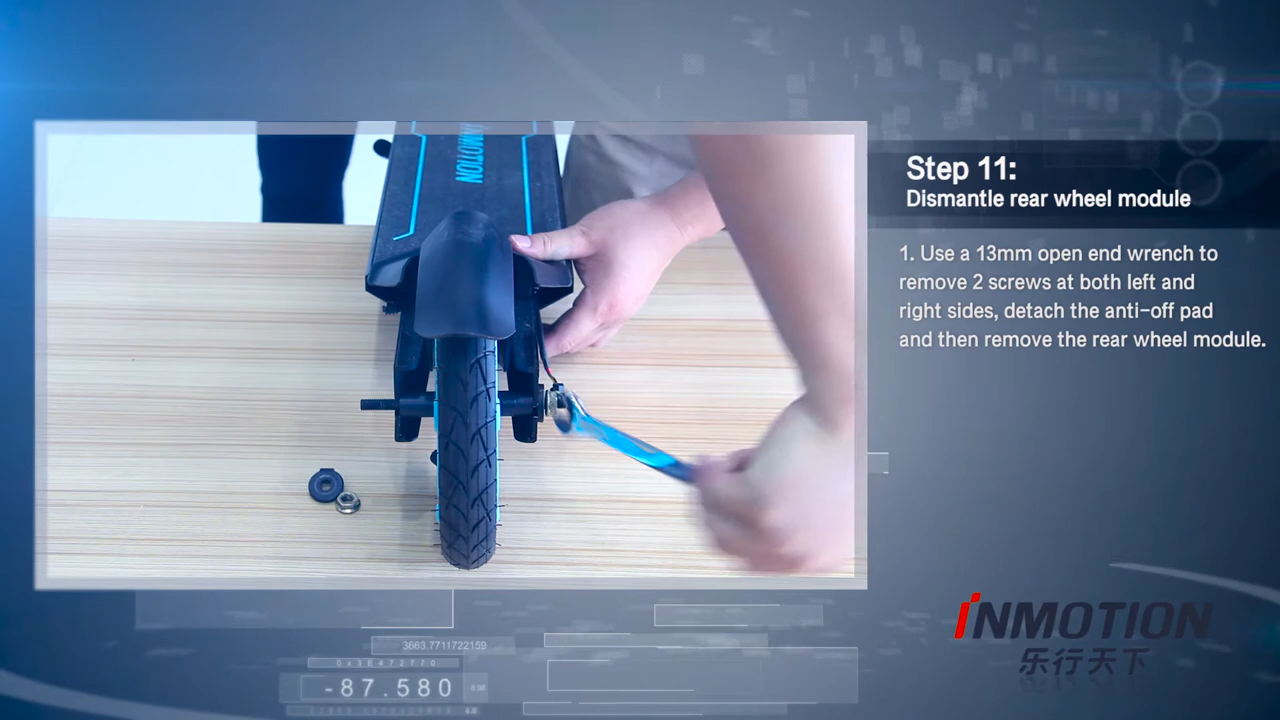 INMOTION
Step 11:
Dismantle rear wheel module
1. Use a 13mm open end wrench to
remove 2 screws at both left and
right sides, detach the anti-off pad
and then remove the rear wheel module.
3663.7711722159
-87.580
INMOTION
乐行天下